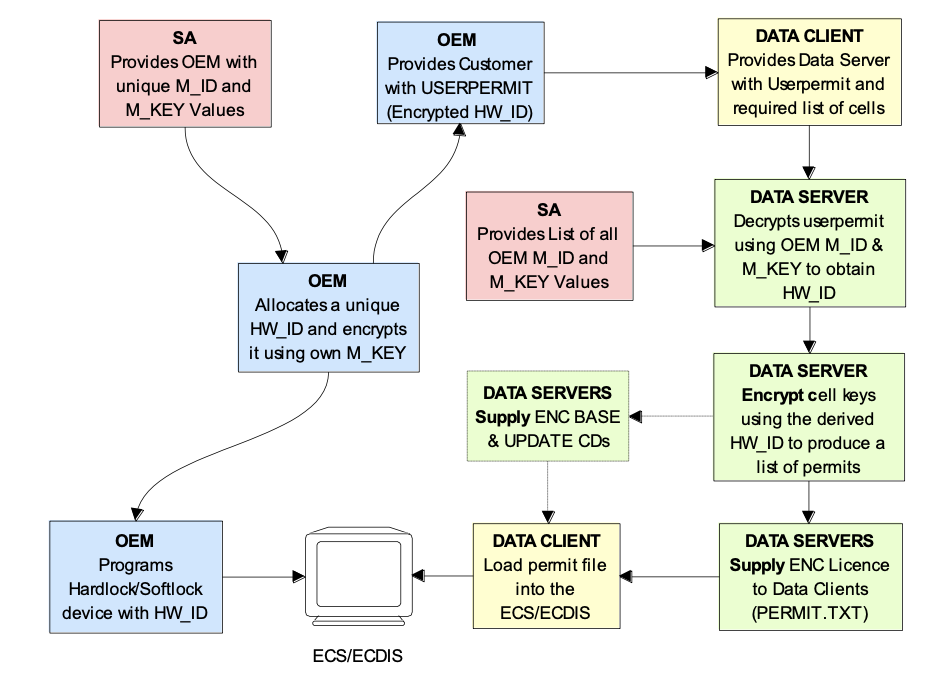 SA
Provides OEM with
unique M_ID and
M_KEY Values
OEM
Provides Customer
with USERPERMIT
(Encrypted HW_ID)
DATA CLIENT
Provides Data Server
with Userpermit and
required list of cells
SA
Provides List of all
OEM M_ID and
M_KEY Values
DATA SERVER
Decrypts userpermit
using OEM M_ID &
M_KEY to obtain
HW_ID
OEM
Allocates a unique
HW_ID and encrypts
it using own M_KEY
DATA SERVERS
Supply ENC BASE
& UPDATE CDs
DATA SERVER
Encrypt cell keys
using the derived
HW_ID to produce a
list of permits
OEM
Programs
Hardlock/Softlock
device with HW_ID
ECS/ECDIS
DATA CLIENT
Load permit file
into the
ECS/ECDIS
DATA SERVERS
Supply ENC Licence
to Data Clients
(PERMIT.TXT)